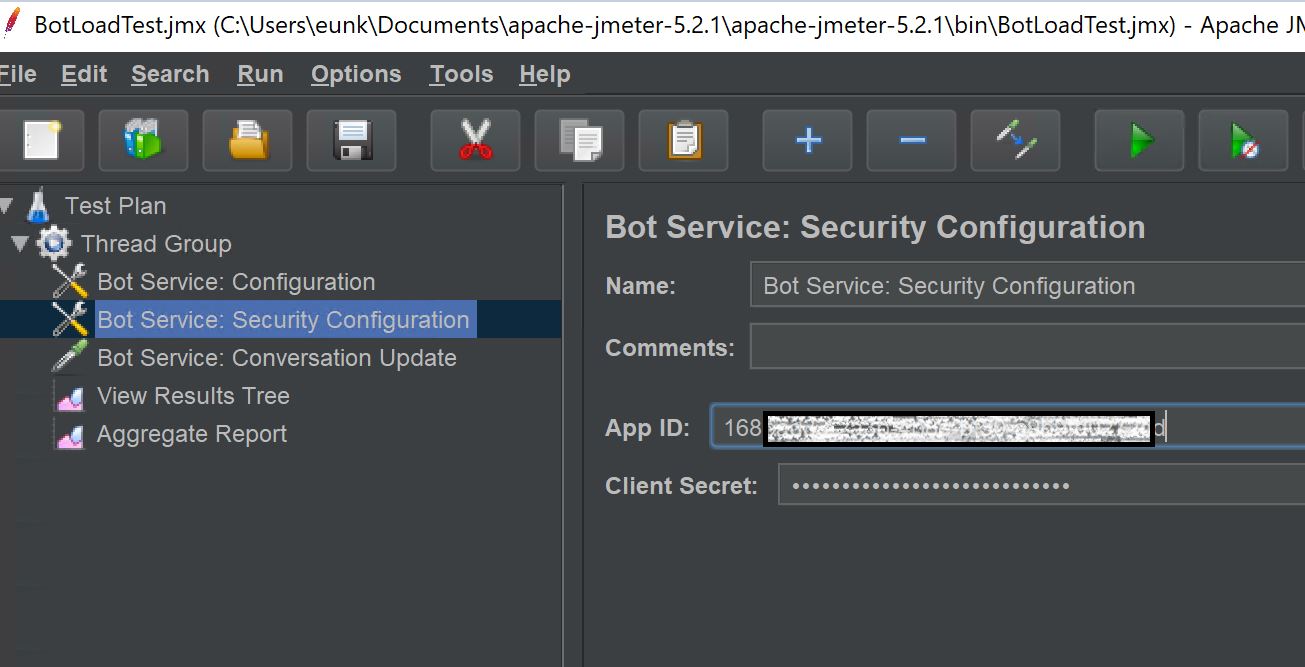 BotLoadTest.jmx (C:\Users\eunk\Documents\apache-jmeter-5.2.1\apache-jmeter-5.2.1\bin\BotLoadTest.jmx) - Apache
File Edit Search Run Options Tools Help
Test Plan
Thread Group
Bot Service: Configuration
Bot Service: Security Configuration
Bot Service: Conversation Update
View Results Tree
Aggregate Report
Bot Service: Security Configuration
Name: Bot Service: Security Configuration
Comments:
App ID: 168
Client Secret: ••••••••••••••••••••••••••••